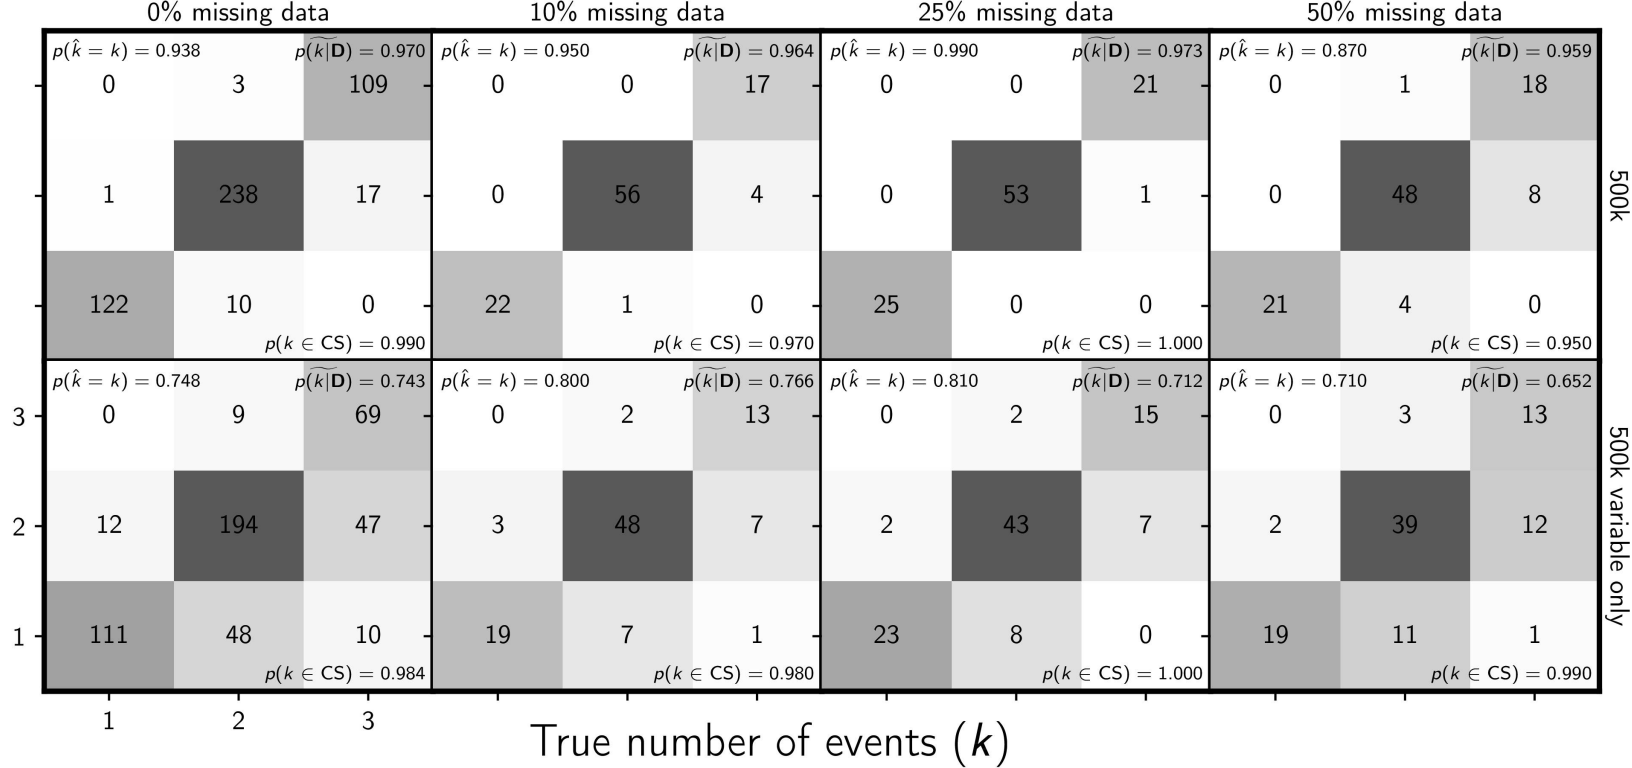 0% missing data 10% missing data 25% missing data 50% missing data
p(k̂ = k) = 0.938 p(k|D) = 0.970 p(k̂ = k) = 0.950 p(k|D) = 0.964 p(k̂ = k) = 0.990 p(k|D) = 0.973 p(k̂ = k) = 0.870 p(k|D) = 0.959
0 3 109 0 0 17 0 0 21 0 1 18
1 238 17 0 56 4 0 53 1 0 48 8
500k
122 10 0 22 1 0 25 0 0 21 4 0
p(k ∈ CS) = 0.990 p(k ∈ CS) = 0.970 p(k ∈ CS) = 1.000 p(k ∈ CS) = 0.950
p(k̂ = k) = 0.748 p(k|D) = 0.743 p(k̂ = k) = 0.800 p(k|D) = 0.766 p(k̂ = k) = 0.810 p(k|D) = 0.712 p(k̂ = k) = 0.710 p(k|D) = 0.652
3 0 9 69 0 2 13 0 2 15 0 3 13
2 12 194 47 3 48 7 2 43 7 2 39 12
500k variable only
1 111 48 10 19 7 1 23 8 0 19 11 1
p(k ∈ CS) = 0.984 p(k ∈ CS) = 0.980 p(k ∈ CS) = 1.000 p(k ∈ CS) = 0.990
1 2 3
True number of events (k)